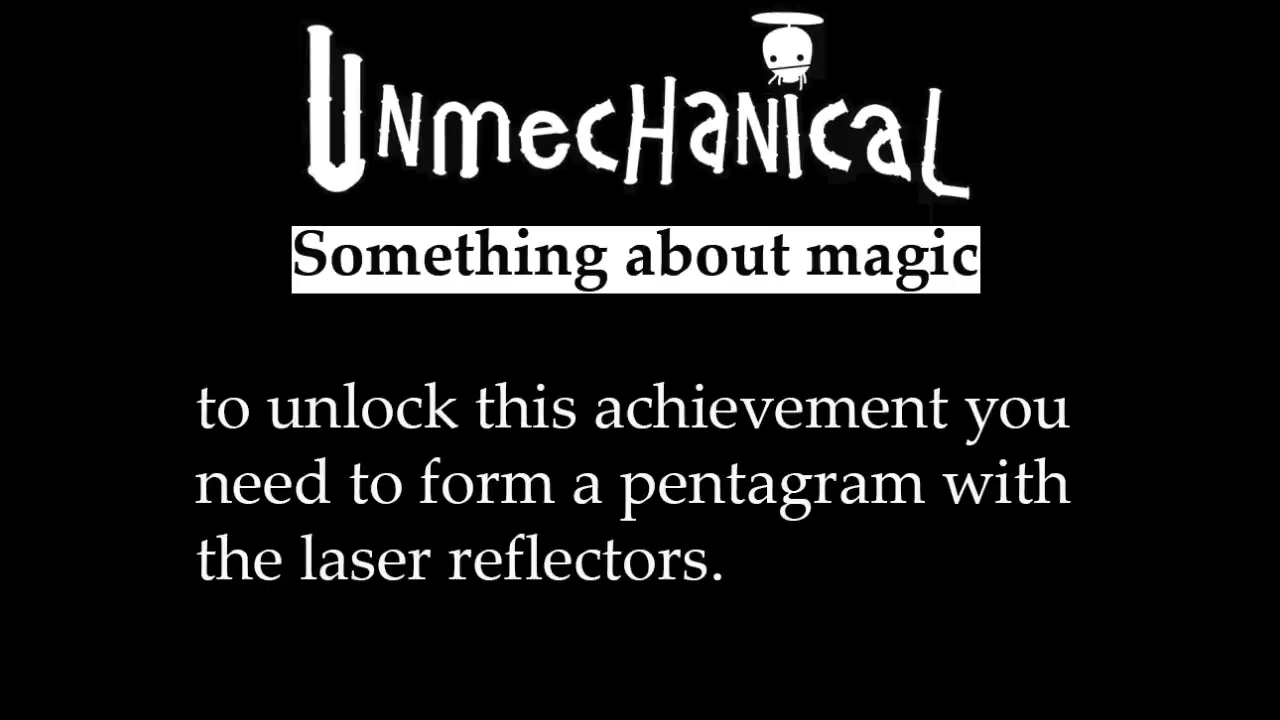 UNmecHaNicaL
Something about magic
to unlock this achievement you
need to form a pentagram with
the laser reflectors.